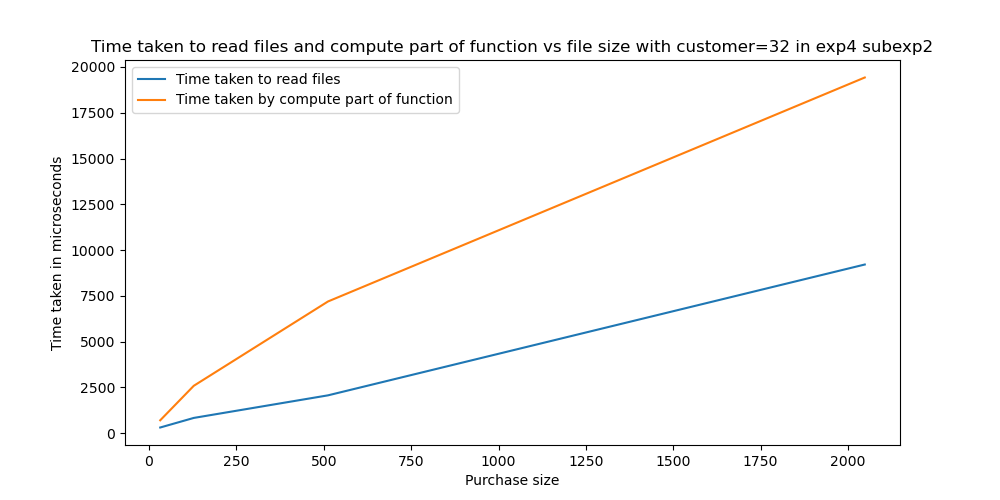 Time taken to read files and compute part of function vs file size with customer=32 in exp4 subexp2
Time taken to read files
Time taken by compute part of function
20000
17500
15000
12500
10000
7500
5000
2500
0
Time taken in microseconds
0 250 500 750 1000 1250 1500 1750 2000
Purchase size